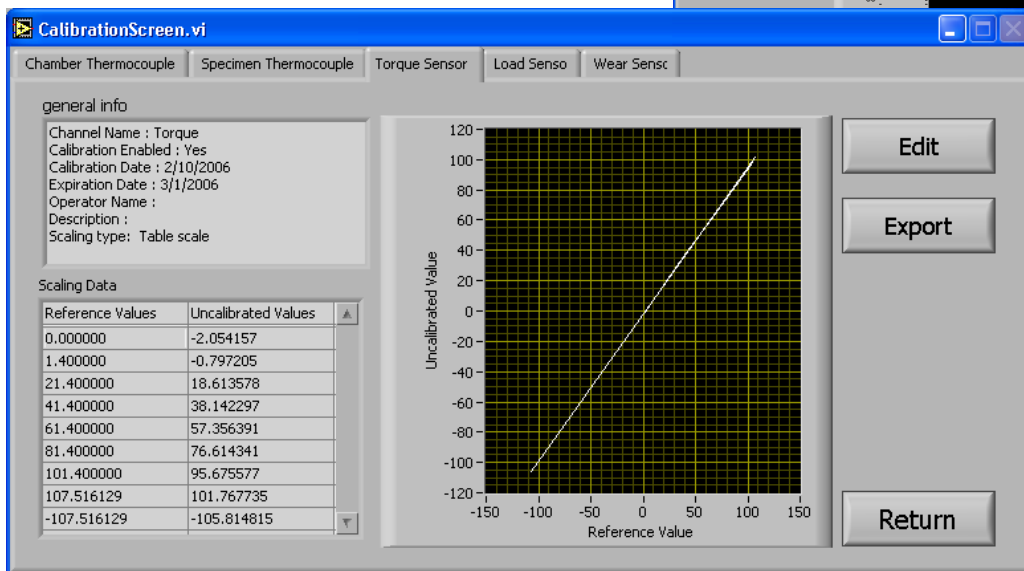 CalibrationScreen.vi
Chamber Thermocouple Specimen Thermocouple Torque Sensor Load Senso Wear Sensc
general info
Channel Name : Torque
Calibration Enabled : Yes
Calibration Date : 2/10/2006
Expiration Date : 3/1/2006
Operator Name :
Description :
Scaling type: Table scale
Scaling Data
Reference Values Uncalibrated Values
0.000000 -2.054157
1.400000 -0.797205
21.400000 18.613578
41.400000 38.142297
61.400000 57.356391
81.400000 76.614341
101.400000 95.675577
107.516129 101.767735
-107.516129 -105.814815
Uncalibrated Value
120
100
80
60
40
20
0
-20
-40
-60
-80
-100
-120
-150 -100 -50 0 50 100 150
Reference Value
Edit
Export
Return